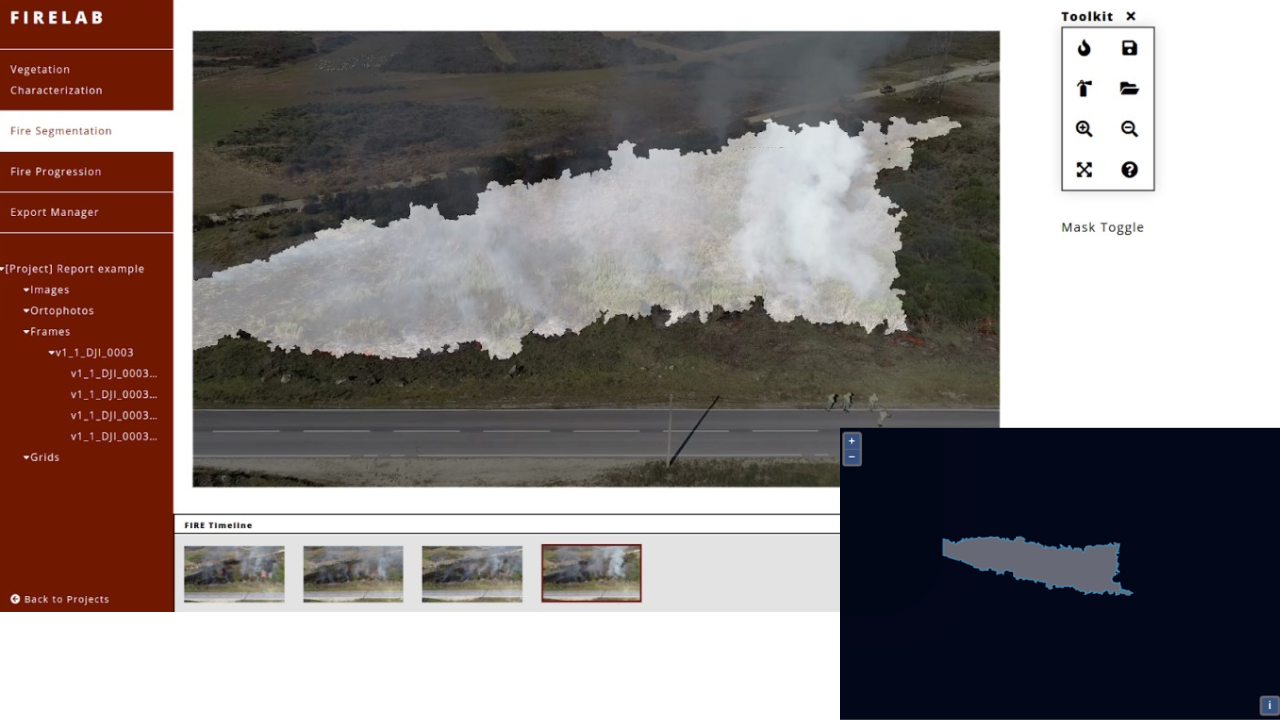 FIRELAB
Vegetation
Characterization
Fire Segmentation
Fire Progression
Export Manager
[Project] Report example
Images
Ortophotos
Frames
v1_1_DJI_0003
v1_1_DJI_0003...
v1_1_DJI_0003...
v1_1_DJI_0003...
v1_1_DJI_0003...
Grids
Back to Projects
Toolkit ×
Mask Toggle
FIRE Timeline
+
−
i